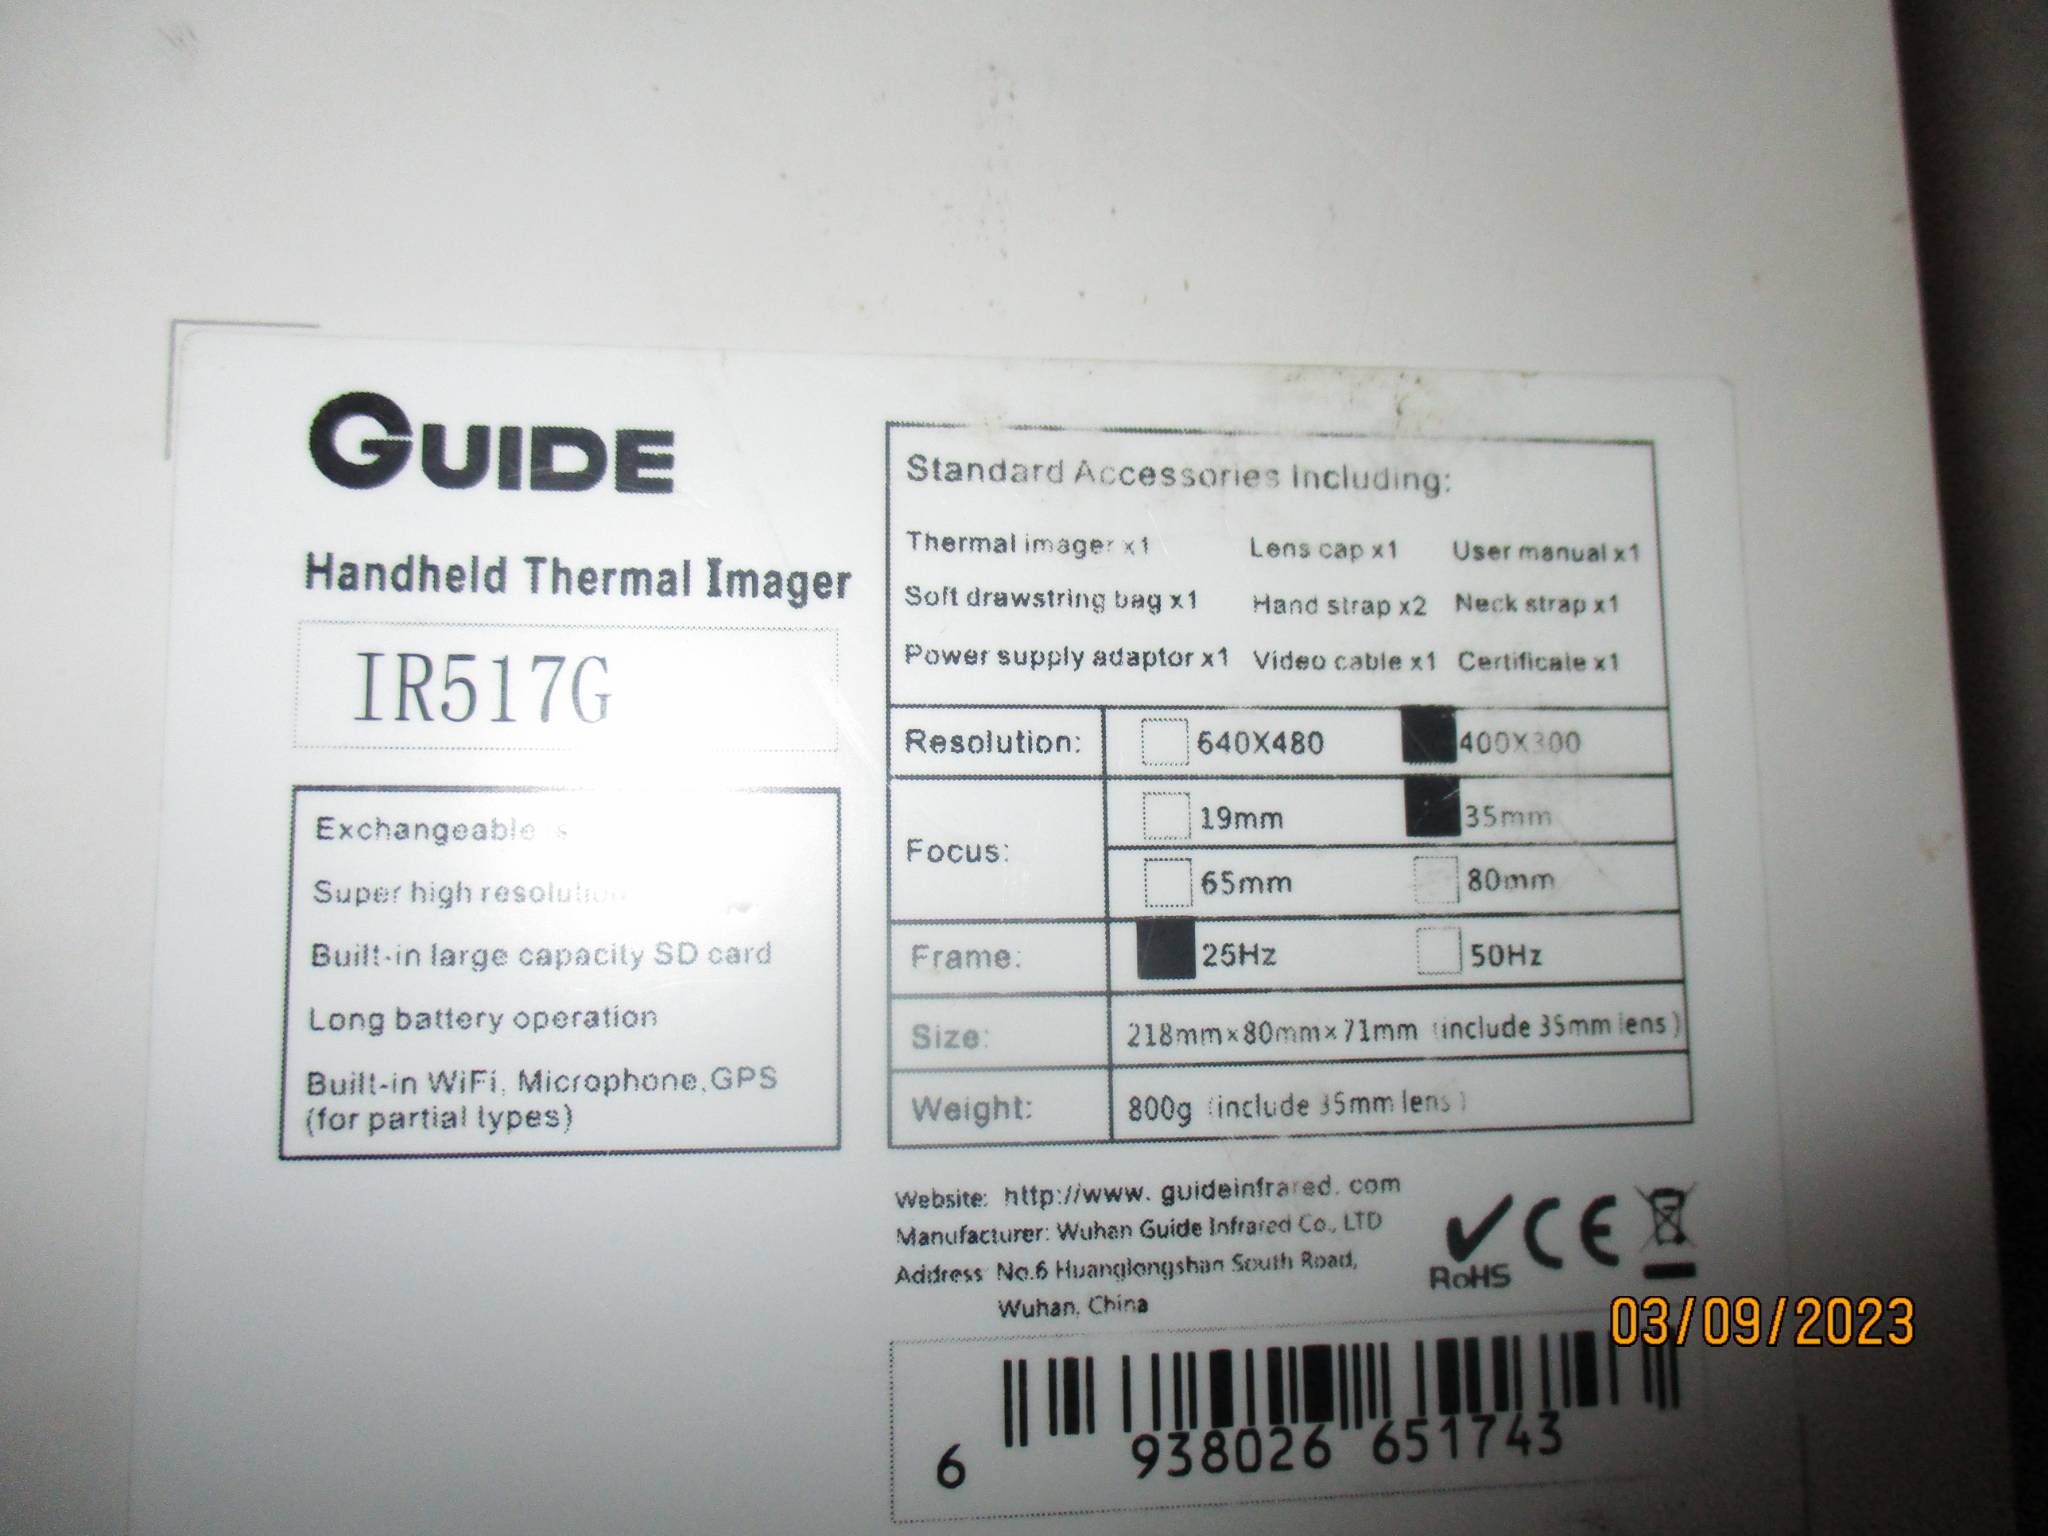 GUIDE
Handheld Thermal Imager
IR517G
Exchangeable
Super high resolution
Built-in large capacity SD card
Long battery operation
Built-in WiFi, Microphone,GPS
(for partial types)
Standard Accessories Including:
Thermal imager x1 Lens cap x1 User manual x1
Soft drawstring bag x1 Hand strap x2 Neck strap x1
Power supply adaptor x1 Video cable x1 Certificate x1
Resolution: 640X480 400X300
Focus: 19mm 35mm
65mm 80mm
Frame: 25Hz 50Hz
Size: 218mm×80mm×71mm (include 35mm lens)
Weight: 800g (include 35mm lens)
Website: http://www.guideinfrared.com
Manufacturer: Wuhan Guide Infrared Co., LTD
Address No.6 Huanglongshan South Road,
Wuhan, China
RoHS CE
03/09/2023
6 938026 651743